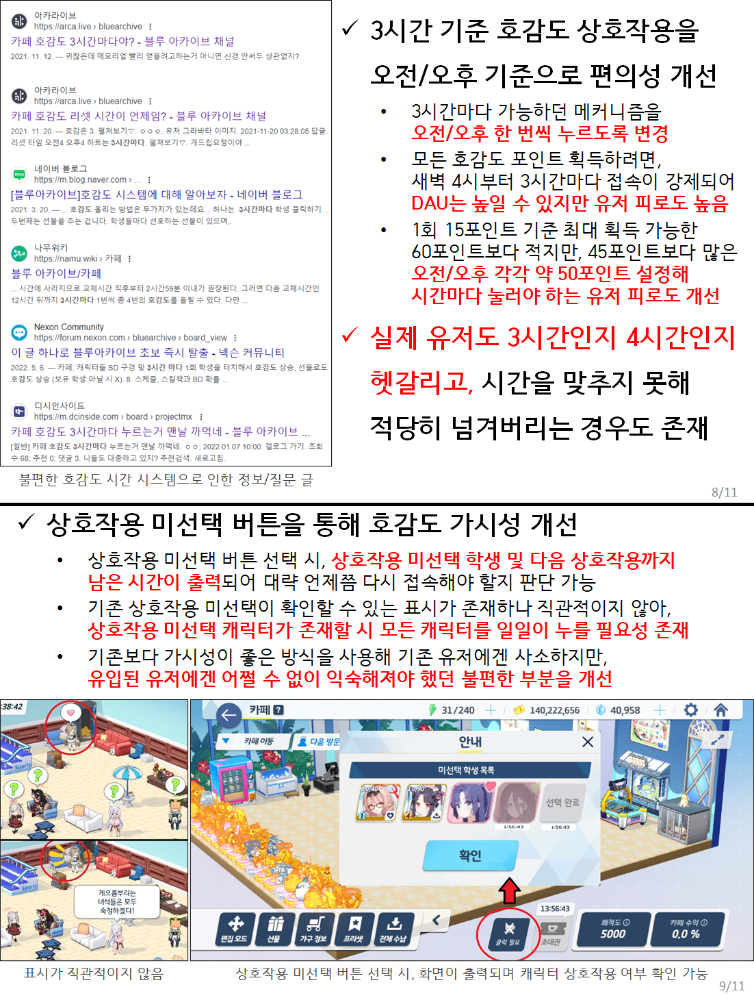 아카라이브
https://arca.live › bluearchive
카페 호감도 3시간마다야? - 블루 아카이브 채널
2021. 11. 12. — 귀찮은데 메모리얼 빨리 얻을려고하는거 아니면 신경 안써두 상관없지?
아카라이브
https://arca.live › bluearchive
카페 호감도 리셋 시간이 언제임? - 블루 아카이브 채널
2021. 11. 20. — 호감은 3. 펼쳐보기▽. ㅇㅇㅇ. 유저 그라바타 이미지. 2021-11-20 03:28:05 답글.
리셋 타임 오전4 오후4 하트는 3시간마다. 펼쳐보기▽. 개드립요정이야 ...
네이버 블로그
https://m.blog.naver.com › ...
[블루아카이브]호감도 시스템에 대해 알아보자 - 네이버 블로그
2021. 3. 20. — ... 호감도 올리는 방법은 두가지가 있는데요. . 하나는. 3시간마다 학생 클릭하기. .
두번째는 선물을 주는 겁니다. 학생들마다 선호하는 선물이 있으며,.
나무위키
https://namu.wiki › 카페
블루 아카이브/카페
... 시간에 사라지므로 교체시간 직후부터 2시간59분 이내가 권장된다. 그러면 다음 교체시간인
12시간 뒤까지 3시간마다 1번씩 총 4번의 호감도를 올릴 수 있다. 다만 ...
Nexon Community
https://forum.nexon.com › bluearchive › board_view
이 글 하나로 블루아카이브 초보 즉시 탈출 - 넥슨 커뮤니티
2022. 5. 6. — 카페, 캐릭터들 SD 구경 및 3시간 마다 1회 학생을 터치해서 호감도 상승, 선물로도
호감도 상승 (보유 학생 아닐 시 X). 8. 스케쥴, 스킬책과 BD 확률 ...
디시인사이드
https://m.dcinside.com › board › projectmx
카페 호감도 3시간마다 누르는거 맨날 까먹네 - 블루 아카이브 ...
[일반] 카페 호감도 3시간마다 누르는거 맨날 까먹네. ㅇㅇ; 2022.01.07 10:00. 갤로그 가기. 조회
수 68; 추천 0; 댓글 3. 니들도 대충하고 있지? 추천검색. 새로고침.
불편한 호감도 시간 시스템으로 인한 정보/질문 글
✓ 3시간 기준 호감도 상호작용을
오전/오후 기준으로 편의성 개선
• 3시간마다 가능하던 메커니즘을
오전/오후 한 번씩 누르도록 변경
• 모든 호감도 포인트 획득하려면,
새벽 4시부터 3시간마다 접속이 강제되어
DAU는 높일 수 있지만 유저 피로도 높음
• 1회 15포인트 기준 최대 획득 가능한
60포인트보다 적지만, 45포인트보다 많은
오전/오후 각각 약 50포인트 설정해
시간마다 눌러야 하는 유저 피로도 개선
✓ 실제 유저도 3시간인지 4시간인지
헷갈리고, 시간을 맞추지 못해
적당히 넘겨버리는 경우도 존재
8/11
✓ 상호작용 미선택 버튼을 통해 호감도 가시성 개선
• 상호작용 미선택 버튼 선택 시, 상호작용 미선택 학생 및 다음 상호작용까지
남은 시간이 출력되어 대략 언제쯤 다시 접속해야 할지 판단 가능
• 기존 상호작용 미선택이 확인할 수 있는 표시가 존재하나 직관적이지 않아,
상호작용 미선택 캐릭터가 존재할 시 모든 캐릭터를 일일이 누를 필요성 존재
• 기존보다 가시성이 좋은 방식을 사용해 기존 유저에겐 사소하지만,
유입된 유저에겐 어쩔 수 없이 익숙해져야 했던 불편한 부분을 개선
:38:42
Sports
? ? ? ?
Sports
게으름부리는
녀석들은 모두
숙청하겠다!
표시가 직관적이지 않음
카페 ?
31/240
140,222,656
40,958
카페 이동
다음 방문
안내
미선택 학생 목록
Lv.40
Lv.90
1
4
선택 완료
1:56:43
1:56:43
확인
13:56:43
편집 모드
선물
가구 정보
프리셋
전체 수납
클릭 필요
초대권
쾌적도
5000
카페 수익
0,0 %
상호작용 미선택 버튼 선택 시, 화면이 출력되며 캐릭터 상호작용 여부 확인 가능
9/11